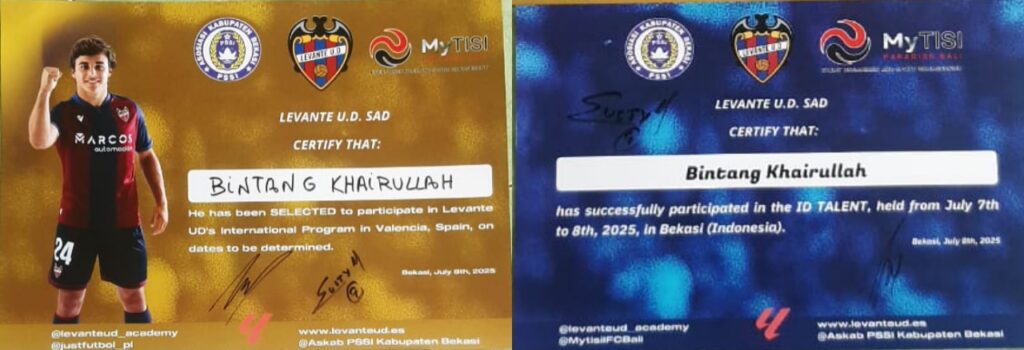 ASOSIASI KABUPATEN BEKASI
PSSI
PSSI
LEVANTE U.D.
MyTISI
LEVANTE U.D. SAD
CERTIFY THAT:
BINTANG KHAIRULLAH
He has been SELECTED to participate in Levante
UD's International Program in Valencia, Spain, on
dates to be determined.
Bekasi, July 8th, 2025
MARCOS
automoción
24
@levanteud_academy
@justfutbol_pl
www.levanteud.es
@Askab PSSI Kabupaten Bekasi
ASOSIASI KABUPATEN BEKASI
PSSI
PSSI
LEVANTE U.D.
MyTISI
PARADISE BALI
LEVANTE U.D. SAD
CERTIFY THAT:
Bintang Khairullah
has successfully participated in the ID TALENT, held from July 7th
to 8th, 2025, in Bekasi (Indonesia).
Bekasi, July 8th, 2025
@levanteud_academy
@MytisiFCBali
www.levanteud.es
@Askab PSSI Kabupaten Bekasi